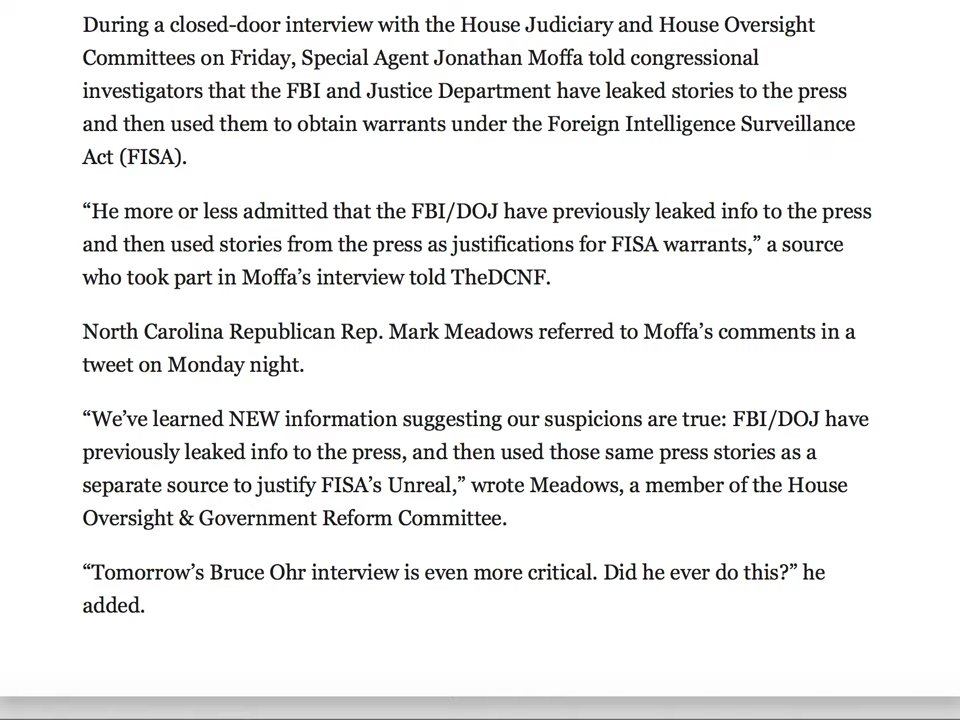 During a closed-door interview with the House Judiciary and House Oversight
Committees on Friday, Special Agent Jonathan Moffa told congressional
investigators that the FBI and Justice Department have leaked stories to the press
and then used them to obtain warrants under the Foreign Intelligence Surveillance
Act (FISA).
“He more or less admitted that the FBI/DOJ have previously leaked info to the press
and then used stories from the press as justifications for FISA warrants,” a source
who took part in Moffa’s interview told TheDCNF.
North Carolina Republican Rep. Mark Meadows referred to Moffa’s comments in a
tweet on Monday night.
“We’ve learned NEW information suggesting our suspicions are true: FBI/DOJ have
previously leaked info to the press, and then used those same press stories as a
separate source to justify FISA’s Unreal,” wrote Meadows, a member of the House
Oversight & Government Reform Committee.
“Tomorrow’s Bruce Ohr interview is even more critical. Did he ever do this?” he
added.